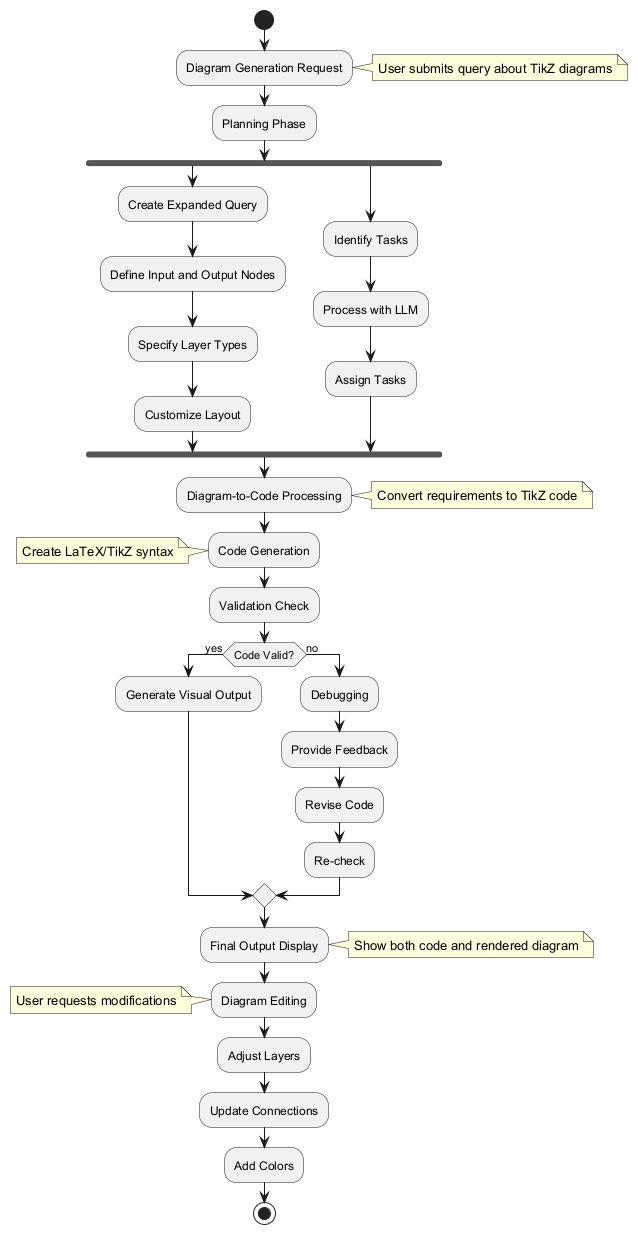 Diagram Generation Request
User submits query about TikZ diagrams
Planning Phase
Create Expanded Query
Define Input and Output Nodes
Specify Layer Types
Customize Layout
Identify Tasks
Process with LLM
Assign Tasks
Diagram-to-Code Processing
Convert requirements to TikZ code
Create LaTeX/TikZ syntax
Code Generation
Validation Check
yes
Code Valid?
no
Generate Visual Output
Debugging
Provide Feedback
Revise Code
Re-check
Final Output Display
Show both code and rendered diagram
User requests modifications
Diagram Editing
Adjust Layers
Update Connections
Add Colors